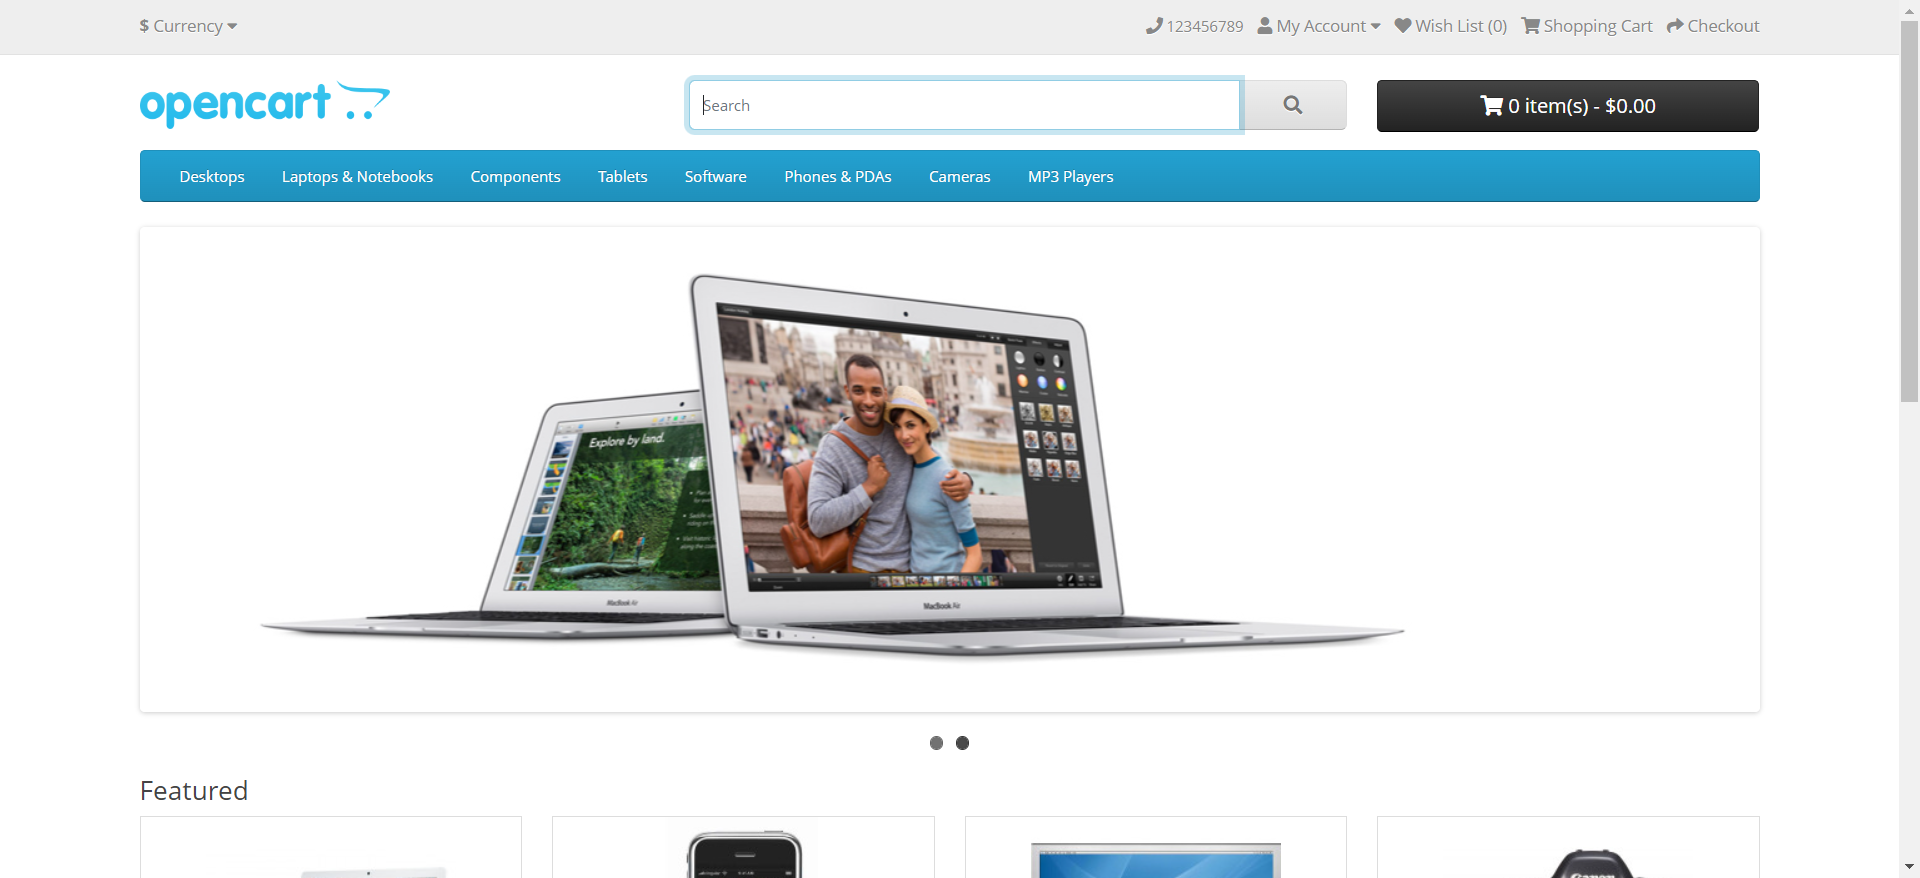 $ Currency
123456789 My Account Wish List (0) Shopping Cart Checkout
opencart
Search
0 item(s) - $0.00
Desktops Laptops & Notebooks Components Tablets Software Phones & PDAs Cameras MP3 Players
Explore by land.
MacBook Air
MacBook Air
Featured
Canon